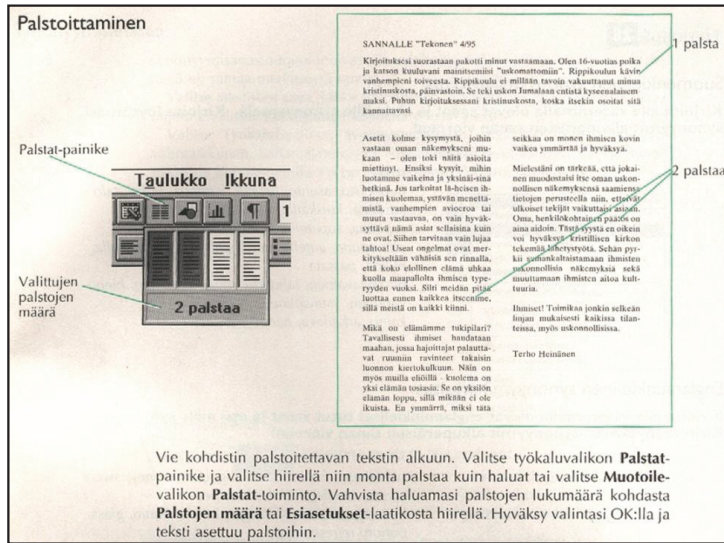 Palstoittaminen
SANNALLE "Tekonen" 4/95
Kirjoituksesi suorastaan pakotti minut vastaamaan. Olen 16-vuotias poika
ja katson kuuluvani mainitsemiisi "uskomattomiin". Rippikoulun kävin
vanhempieni toiveesta. Rippikoulu ei millään tavoin vakuuttanut minua
kristinuskosta, päinvastoin. Se teki uskon Jumalaan entistä kyseenalaisem-
maksi. Puhun kirjoituksessani kristinuskosta, koska itsekin osoitat sitä
kannattavasi.
1 palsta
Asetit kolme kysymystä, joihin
vastaan oman näkemykseni mu-
kaan – olen toki näitä asioita
miettinyt. Ensiksi kysyit, mihin
luotamme vaikeina ja yksinäisinä
hetkinä. Jos tarkoitat läheisen ih-
misen kuolemaa, ystävän menettä-
mistä, vanhempien avioeroa tai
muuta vastaavaa, on vain hyväk-
syttävä nämä asiat sellaisina kuin
ne ovat. Siihen tarvitaan vain lujaa
tahtoa! Useat ongelmat ovat mer-
kitykseltään vähäisiä sen rinnalla,
että koko elollinen elämä uhkaa
kuolla maapallolta ihmisen type-
ryyden vuoksi. Silti meidän pitää
luottaa ennen kaikkea itseemme,
sillä meistä on kaikki kiinni.
Mikä on elämämme tukipilari?
Tavallisesti ihmiset haudataan
maahan, jossa hajoittajat palautta-
vat ruumiin ravinteet takaisin
luonnon kiertokulkuun. Näin on
myös muilla eliöillä - kuolema on
yksi elämän tosiasia. Se on yksilön
elämän loppu, sillä mikään ei ole
ikuista. En ymmärrä, miksi tätä
seikkaa on monen ihmisen kovin
vaikea ymmärtää ja hyväksyä.
Mielestäni on tärkeää, että jokai-
nen muodostaisi itse oman uskon-
nollisen näkemyksensä saamiensa
tietojen perusteella niin, etteivät
ulkoiset tekijät vaikuttaisi asiaan.
Oma, henkilökohtainen päätös on
aina aidoin. Tästä syystä en oikein
voi hyväksyä kristillisen kirkon
tekemää lähetystyötä. Sehän pyr-
kii samankaltaistamaan ihmisten
uskonnollisia näkemyksiä sekä
muuttamaan ihmisten aitoa kult-
tuuria.
Ihmiset! Toimikaa jonkin selkeän
linjan mukaisesti kaikissa tilan-
teissa, myös uskonnollisissa.
Terho Heinänen
2 palstaa
Palstat-painike
Taulukko Ikkuna
1
2 palstaa
Valittujen
palstojen
määrä
Vie kohdistin palstoitettavan tekstin alkuun. Valitse työkaluvalikon Palstat-
painike ja valitse hiirellä niin monta palstaa kuin haluat tai valitse Muotoile-
valikon Palstat-toiminto. Vahvista haluamasi palstojen lukumäärä kohdasta
Palstojen määrä tai Esiasetukset-laatikosta hiirellä. Hyväksy valintasi OK:lla ja
teksti asettuu palstoihin.